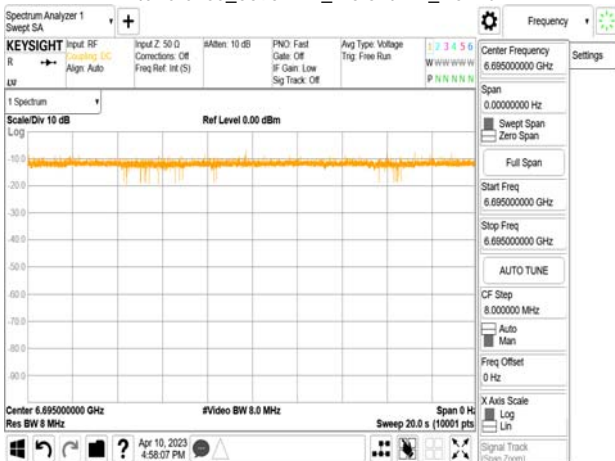 Spectrum Analyzer 1
Swept SA
Frequency
KEYSIGHT
R
Input: RF
Coupling: DC
Align: Auto
Input Z: 50 Ω
Corrections: Off
Freq Ref: Int (S)
#Atten: 10 dB
PNO: Fast
Gate: Off
IF Gain: Low
Sig Track: Off
Avg Type: Voltage
Trig: Free Run
1 2 3 4 5 6
W W W W W W
P N N N N N
Center Frequency
6.695000000 GHz
Settings
Span
0.00000000 Hz
Swept Span
Zero Span
Full Span
Start Freq
6.695000000 GHz
Stop Freq
6.695000000 GHz
AUTO TUNE
CF Step
8.000000 MHz
Auto
Man
Freq Offset
0 Hz
X Axis Scale
Log
Lin
Signal Track
(Span Zoom)
1 Spectrum
Scale/Div 10 dB
Ref Level 0.00 dBm
Log
-10.0
-20.0
-30.0
-40.0
-50.0
-60.0
-70.0
-80.0
-90.0
Center 6.695000000 GHz
#Video BW 8.0 MHz
Span 0 Hz
Res BW 8 MHz
Sweep 20.0 s (10001 pts
?
Apr 10, 2023
4:58:07 PM